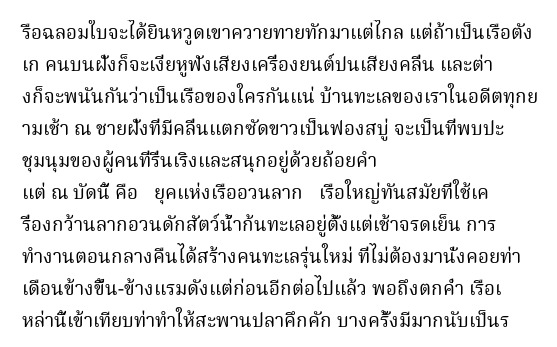 รือฉลอมใบจะได้ยินหวูดเขาควายทายทักมาแต่ไกล แต่ถ้าเป็นเรือตัง
เก คนบนฝั่งก็จะเงี่ยหูฟังเสียงเครื่องยนต์ปนเสียงคลื่น และต่า
งก็จะพนันกันว่าเป็นเรือของใครกันแน่ บ้านทะเลของเราในอดีตทุกย
ามเช้า ณ ชายฝั่งที่มีคลื่นแตกซัดขาวเป็นฟองสบู่ จะเป็นที่พบปะ
ชุมนุมของผู้คนที่รื่นเริงและสนุกอยู่ด้วยถ้อยคำ
แต่ ณ บัดนี้ คือ ยุคแห่งเรืออวนลาก เรือใหญ่ทันสมัยที่ใช้เค
รื่องกว้านลากอวนดักสัตว์น้ำก้นทะเลอยู่ตั้งแต่เช้าจรดเย็น การ
ทำงานตอนกลางคืนได้สร้างคนทะเลรุ่นใหม่ ที่ไม่ต้องมานั่งคอยท่า
เดือนข้างขึ้น-ข้างแรมดังแต่ก่อนอีกต่อไปแล้ว พอถึงตกค่ำ เรือเ
หล่านี้เข้าเทียบท่าทำให้สะพานปลาคึกคัก บางครั้งมีมากนับเป็นร